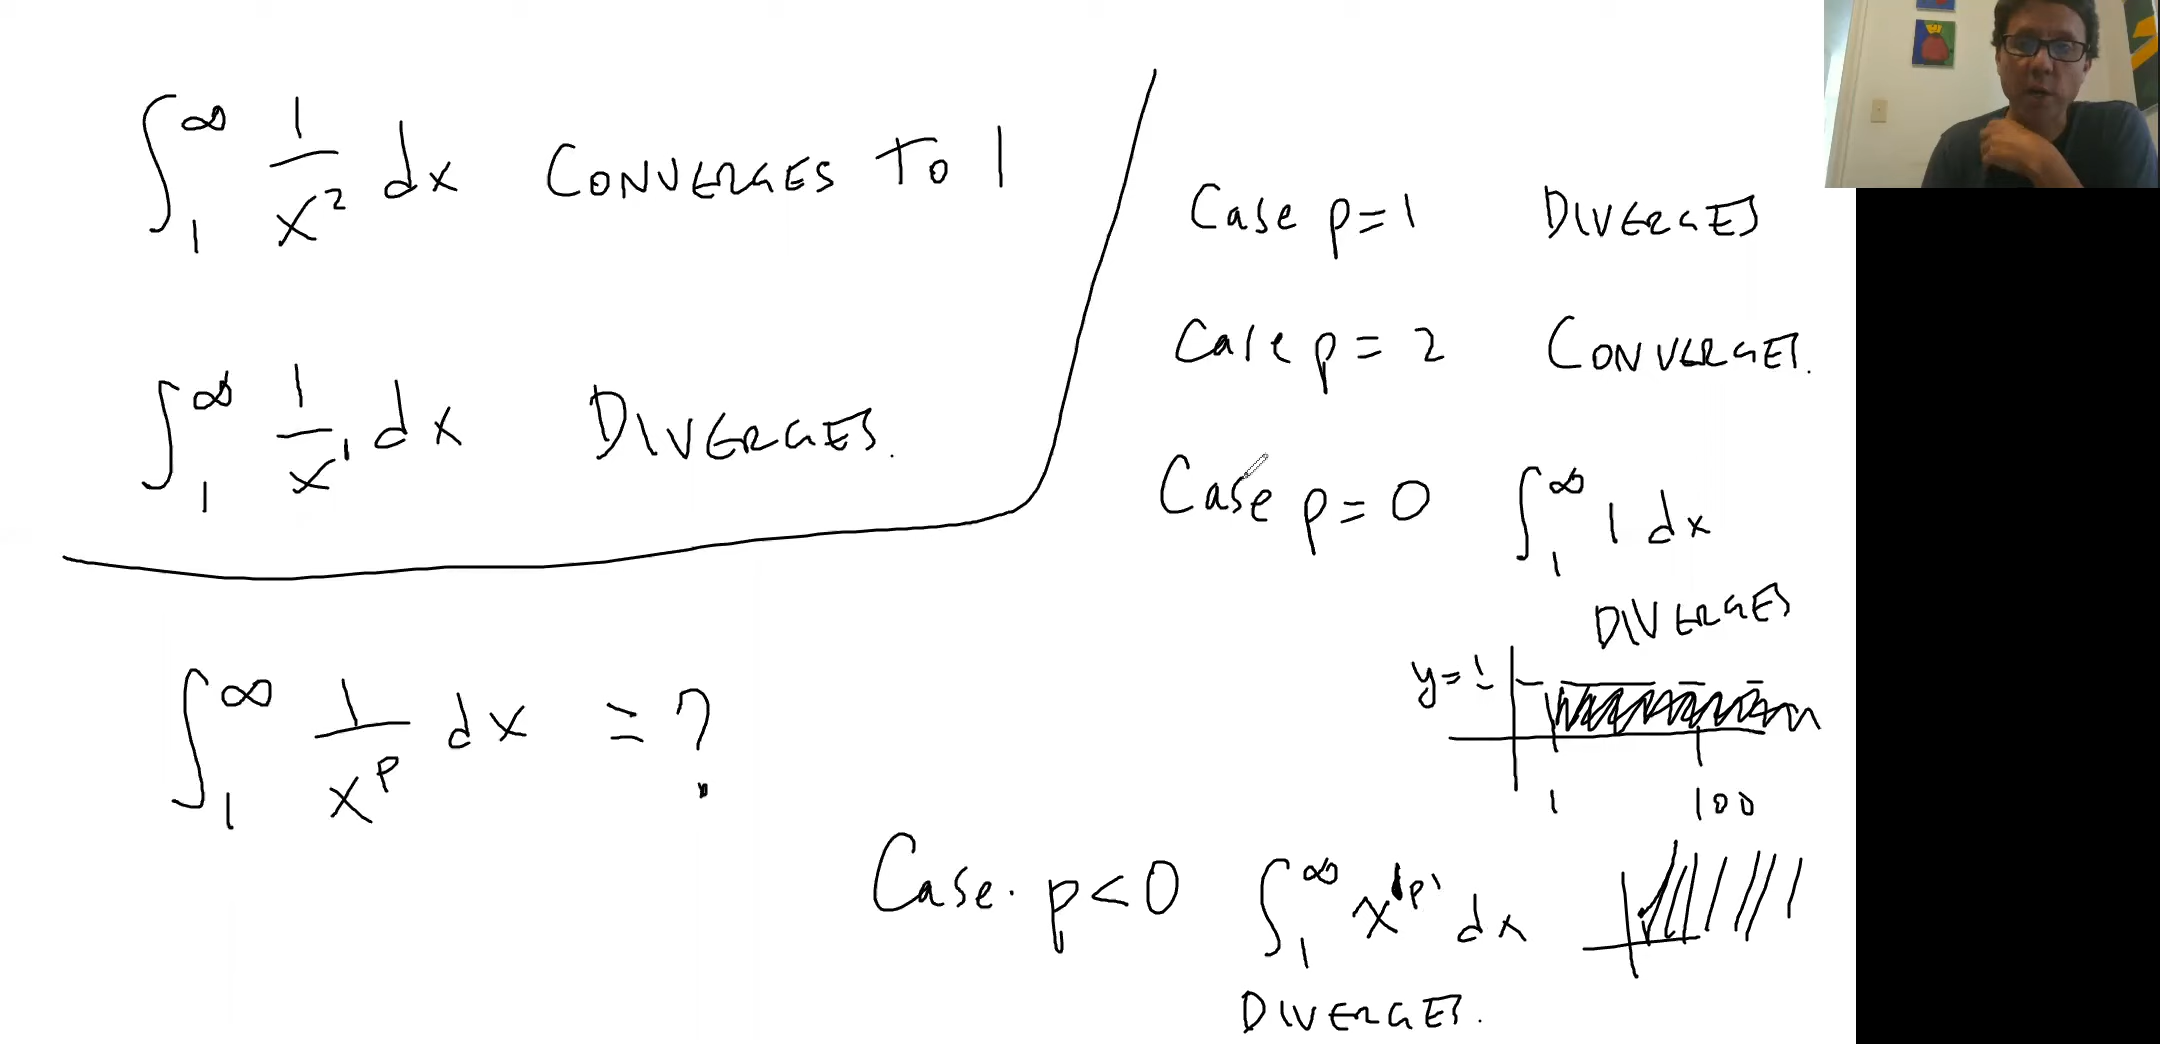 ∫₁^∞ 1/x² dx CONVERGES TO 1
∫₁^∞ 1/x¹ dx DIVERGES.
∫₁^∞ 1/x^p dx = ?
Case p = 1 DIVERGES
Case p = 2 CONVERGES.
Case p = 0 ∫₁^∞ 1 dx
DIVERGES
y = 1
1 100
Case. p < 0 ∫₁^∞ x^|p| dx
DIVERGES.